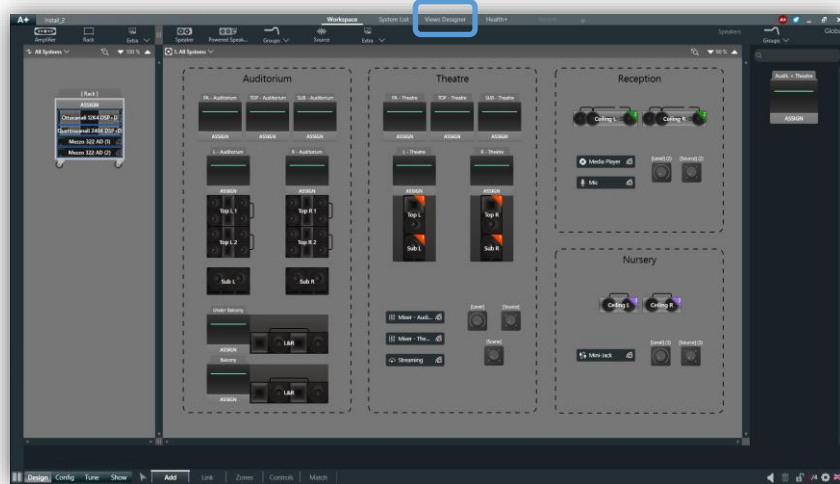 A+ Install_2 Workspace System List Views Designer Health+
Amplifier Rack Extra Speaker Powered Speak... Groups Source Extra Speakers Groups Globa
All Systems 100 % 1. All Systems 90 %
Auditorium Theatre Reception
Audit. + Theatre
ASSIGN
[Rack]
ASSIGN
Ottocanali 12K4 DSP+D
Quattrocanali 2404 DSP+D
Mezzo 322 AD (1)
Mezzo 322 AD (2)
PA - Auditorium TOP - Auditorium SUB - Auditorium
ASSIGN ASSIGN ASSIGN
L - Auditorium R - Auditorium
ASSIGN ASSIGN
Top L 1 Top R 1
Top L 2 Top R 2
Sub L Sub R
Under Balcony
L&R
ASSIGN
Balcony
L&R
ASSIGN
PA - Theatre TOP - Theatre SUB - Theatre
ASSIGN ASSIGN ASSIGN
L - Theatre R - Theatre
ASSIGN ASSIGN
Top L Top R
Sub L Sub R
Mixer - Audi... [Level] [Source]
Mixer - The...
Streaming [Source]
Ceiling L Ceiling R
Media Player [Level] (2) [Source] (2)
Mic
Nursery
Ceiling L Ceiling R
Mini-Jack [Level] (3) [Source] (3)
Design Config Tune Show Add Link Zones Controls Match